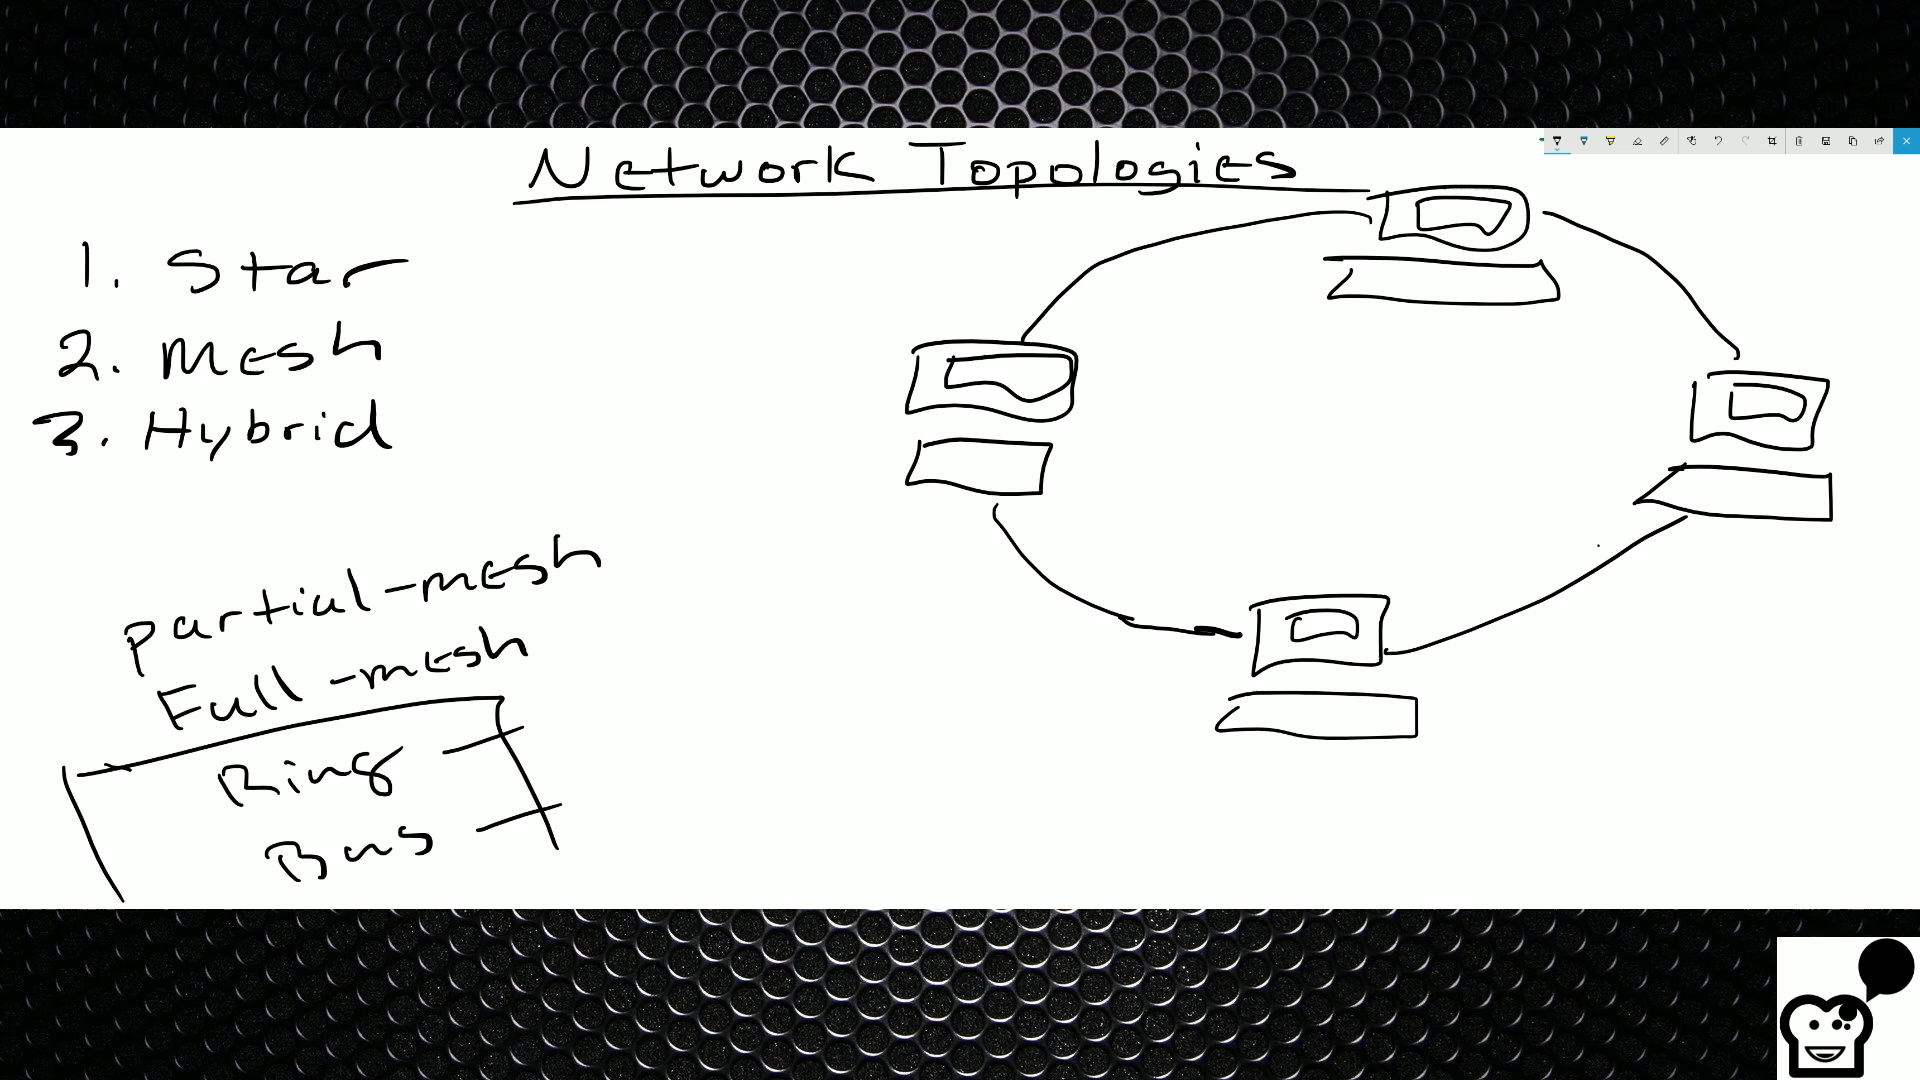 Network Topologies
1. Star
2. Mesh
3. Hybrid
partial-mesh
Full-mesh
Ring
Bus